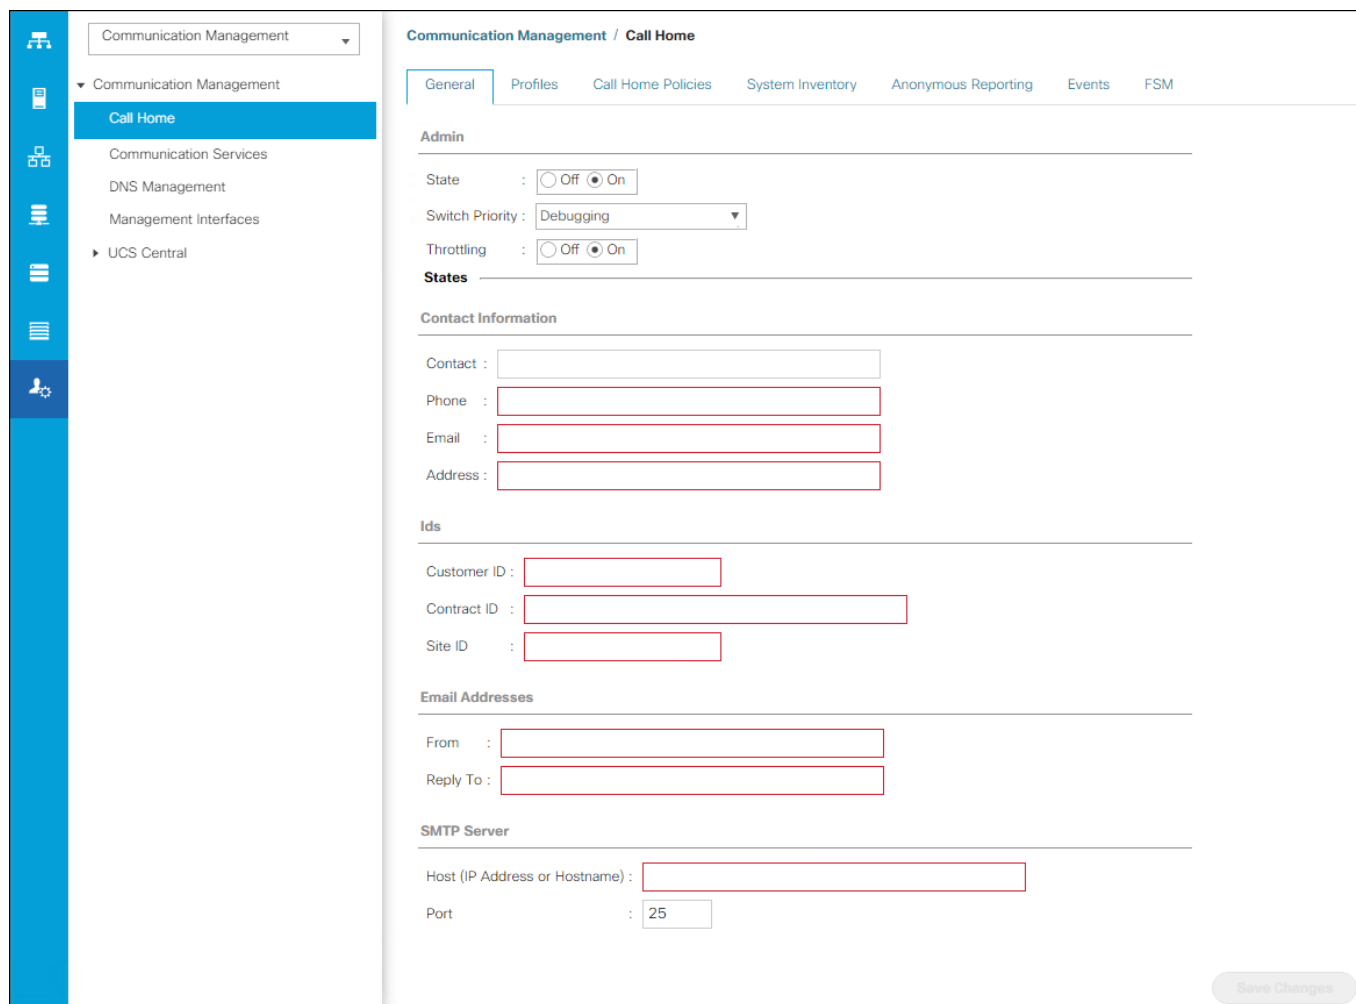 Communication Management
Communication Management
Call Home
Communication Services
DNS Management
Management Interfaces
UCS Central
Communication Management / Call Home
General Profiles Call Home Policies System Inventory Anonymous Reporting Events FSM
Admin
State : Off On
Switch Priority : Debugging
Throttling : Off On
States
Contact Information
Contact :
Phone :
Email :
Address :
Ids
Customer ID :
Contract ID :
Site ID :
Email Addresses
From :
Reply To :
SMTP Server
Host (IP Address or Hostname) :
Port : 25
Save Changes